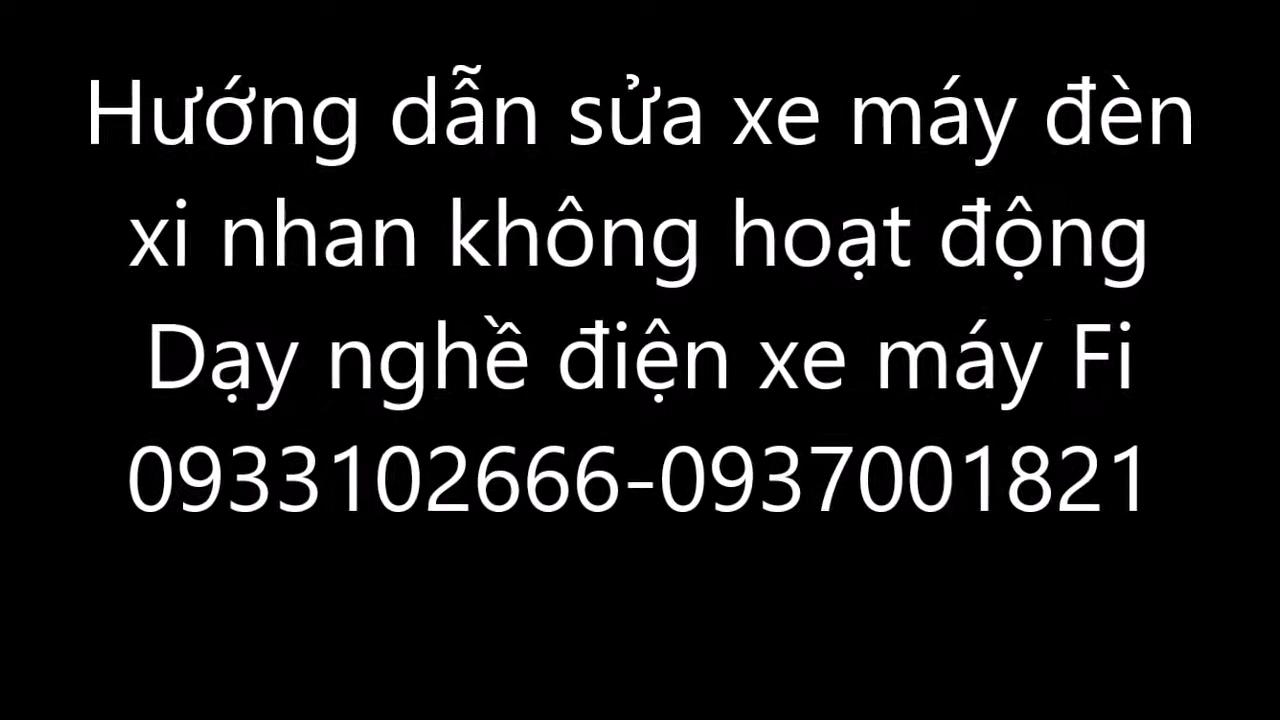 Hướng dẫn sửa xe máy đèn
xi nhan không hoạt động
Dạy nghề điện xe máy Fi
0933102666-0937001821